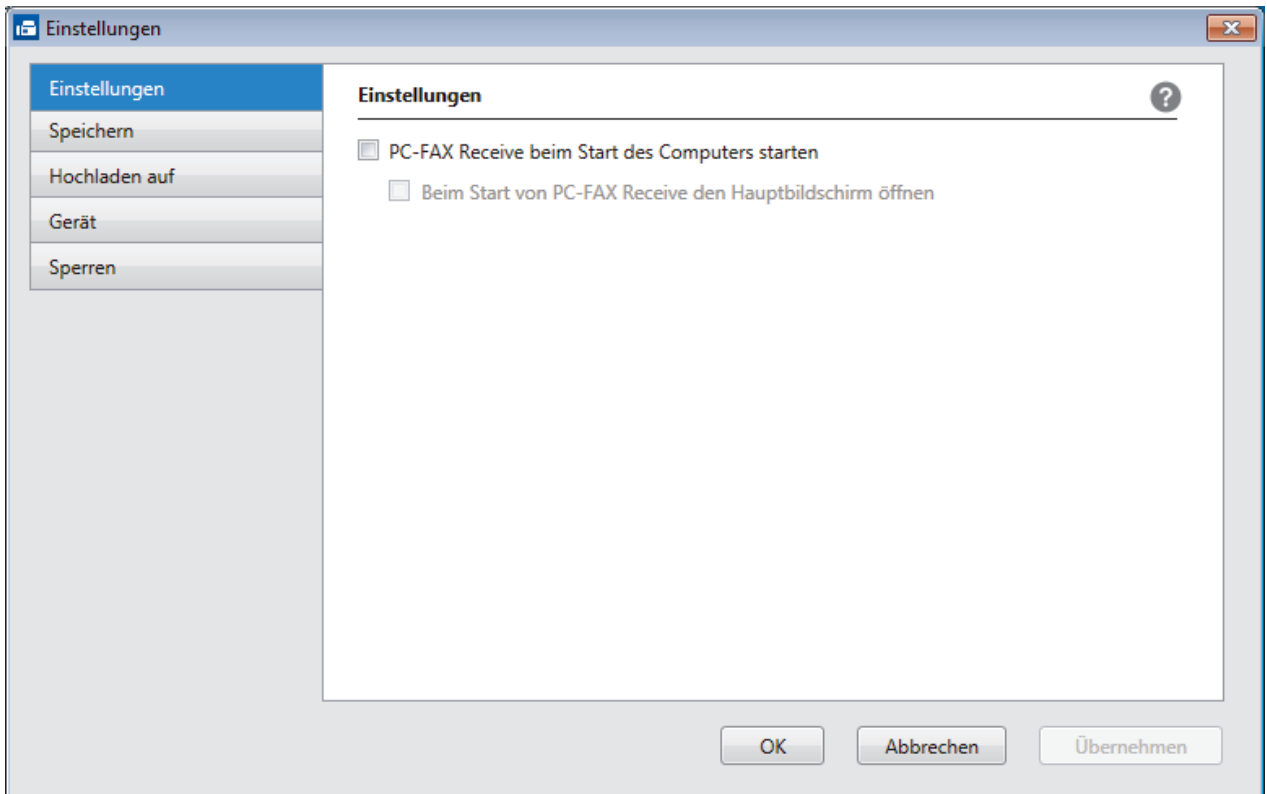 Einstellungen
Einstellungen
Speichern
Hochladen auf
Gerät
Sperren
Einstellungen
?
PC-FAX Receive beim Start des Computers starten
Beim Start von PC-FAX Receive den Hauptbildschirm öffnen
OK
Abbrechen
Übernehmen